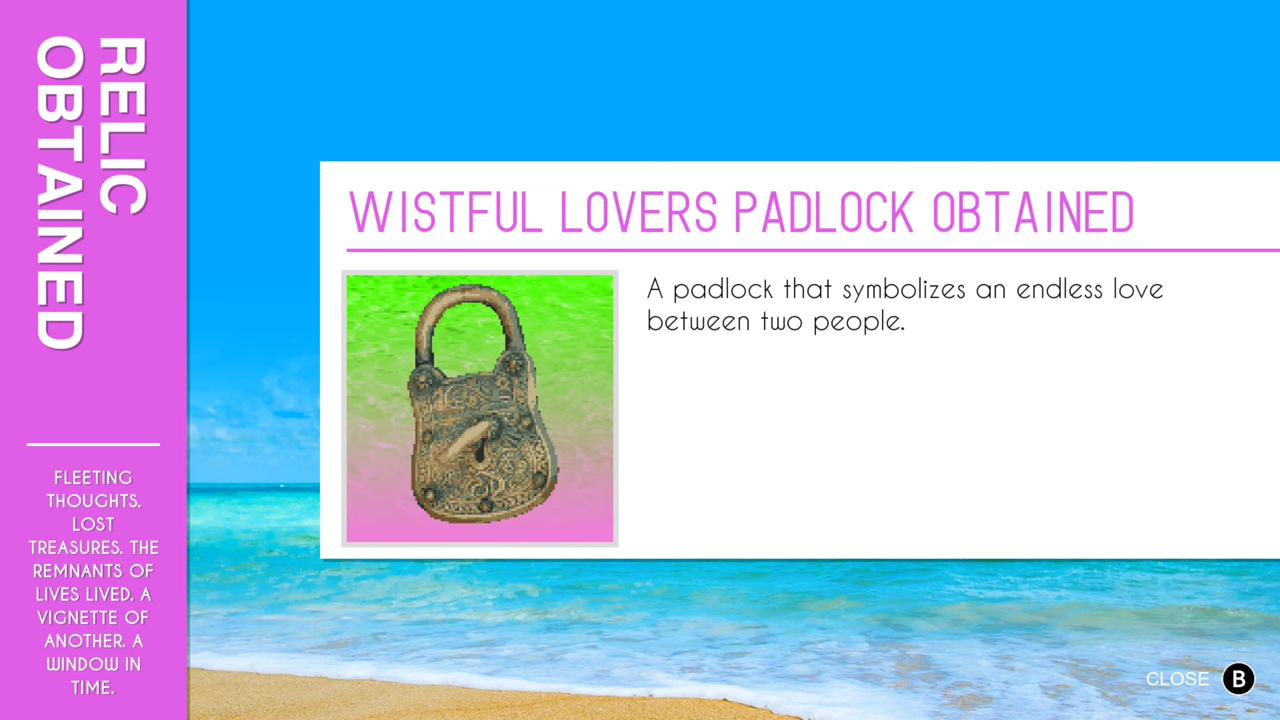 RELIC
OBTAINED
FLEETING
THOUGHTS.
LOST
TREASURES. THE
REMNANTS OF
LIVES LIVED. A
VIGNETTE OF
ANOTHER. A
WINDOW IN
TIME.
WISTFUL LOVERS PADLOCK OBTAINED
A padlock that symbolizes an endless love
between two people.
CLOSE B